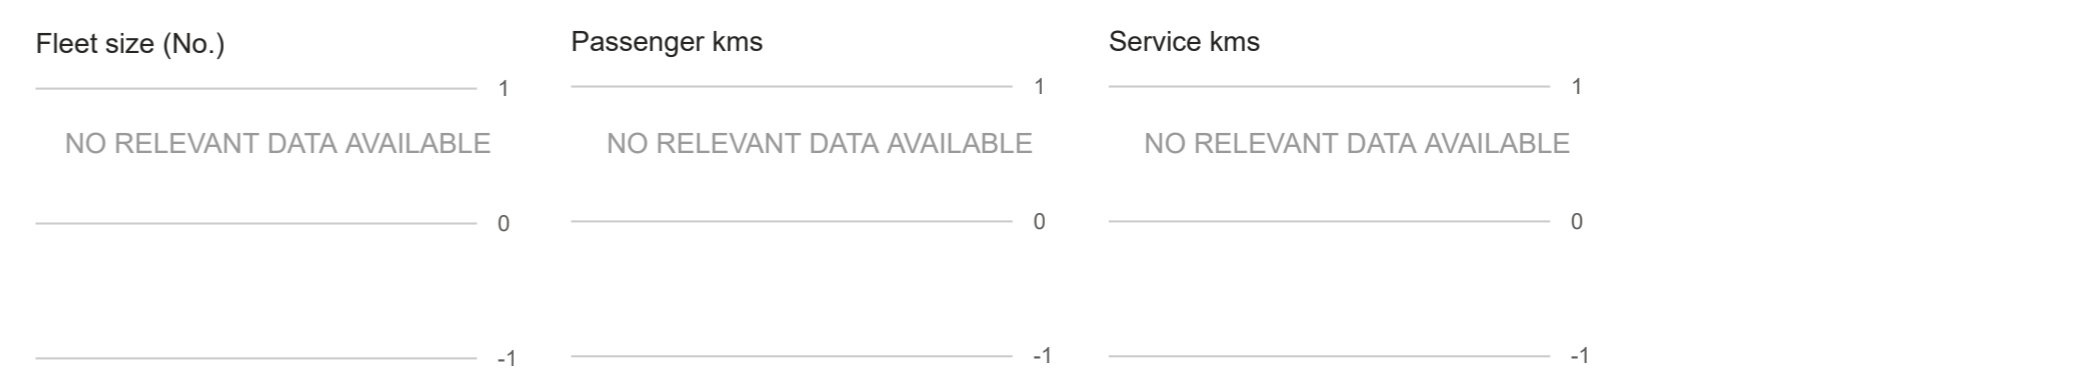 Fleet size (No.)
1
NO RELEVANT DATA AVAILABLE
0
-1
Passenger kms
1
NO RELEVANT DATA AVAILABLE
0
-1
Service kms
1
NO RELEVANT DATA AVAILABLE
0
-1